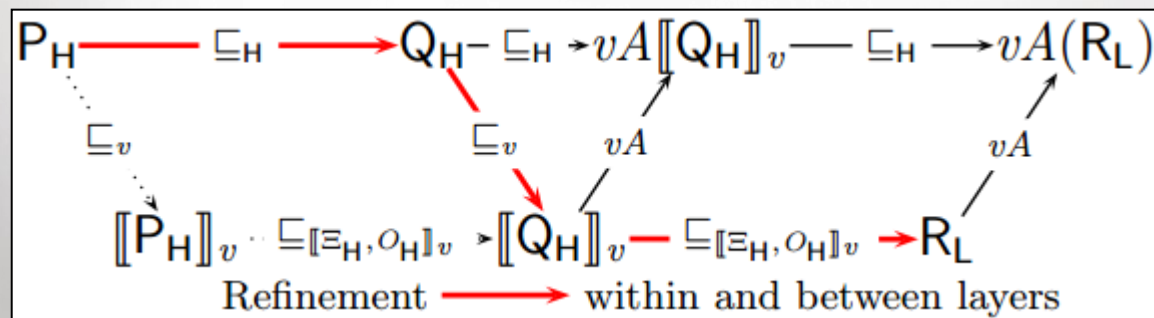 P_H ⊑_H Q_H ⊑_H vA⟦Q_H⟧_v ⊑_H vA(R_L)
⊑_v ⊑_v vA vA
⟦P_H⟧_v ⊑_⟦Ξ_H,O_H⟧_v ⟦Q_H⟧_v ⊑_⟦Ξ_H,O_H⟧_v R_L
Refinement ⟶ within and between layers